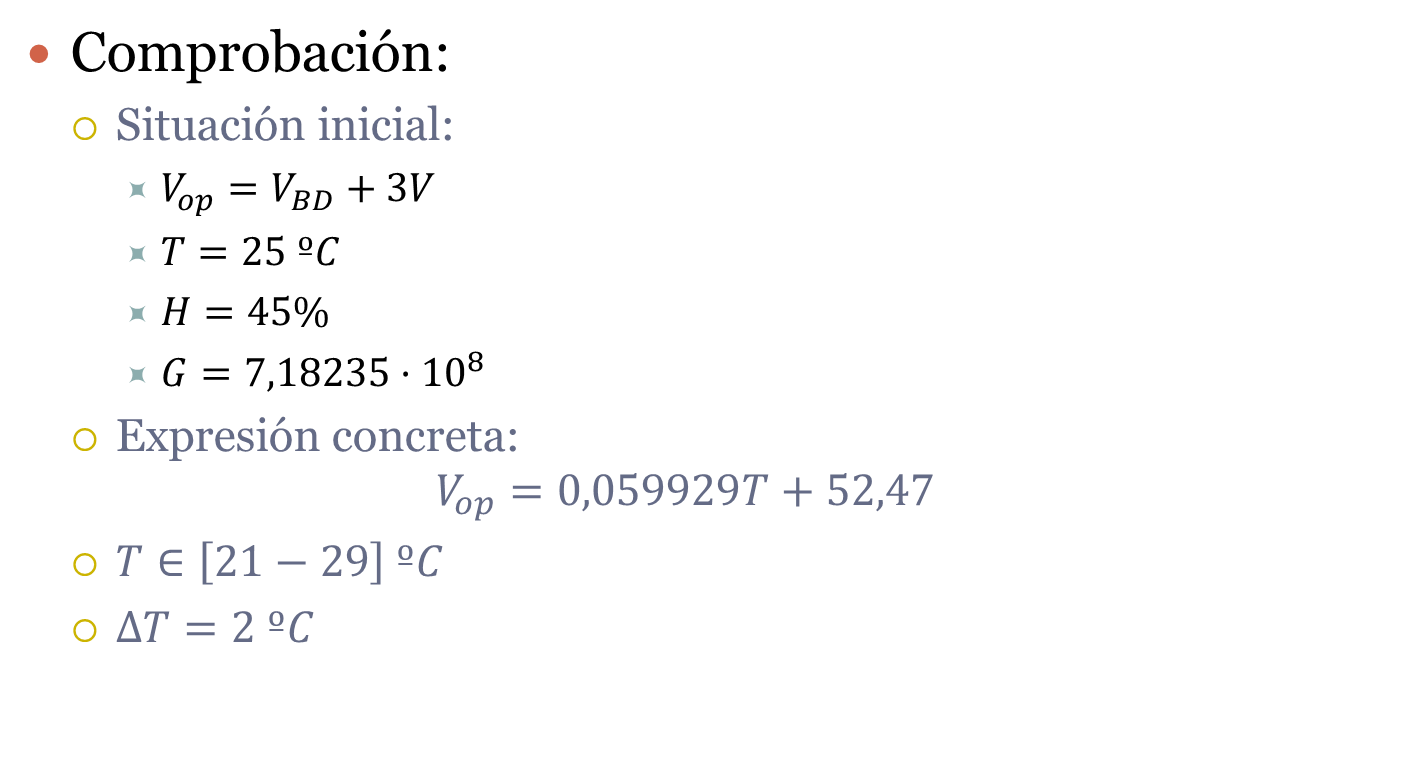 • Comprobación:
○ Situación inicial:
V_op = V_BD + 3V
T = 25 ºC
H = 45%
G = 7,18235 · 10^8
○ Expresión concreta:
V_op = 0,059929T + 52,47
○ T ∈ [21 − 29] ºC
○ ΔT = 2 ºC